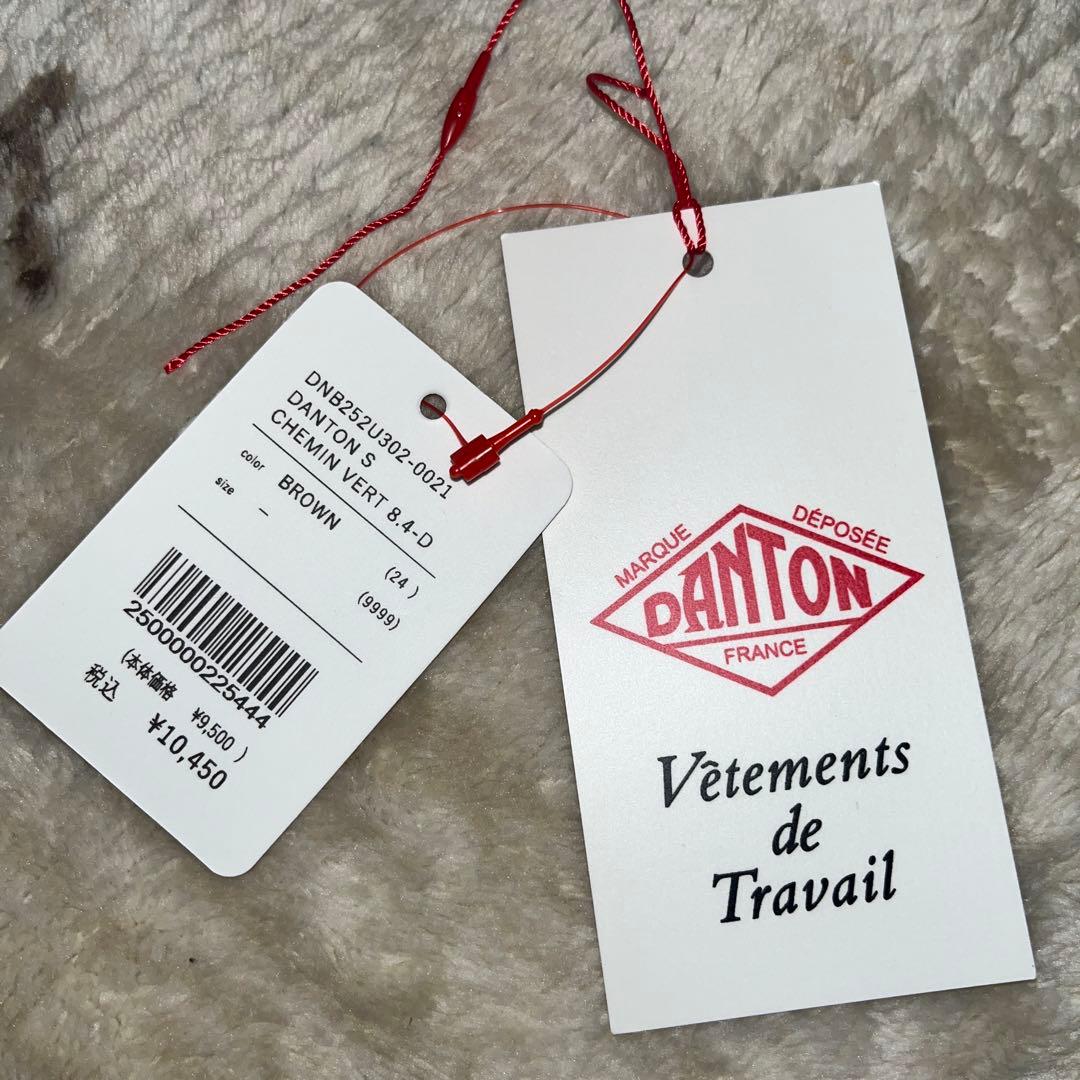 DNB252U302-0021
DANTON S
CHEMIN VERT 8.4-D
color BROWN (24 )
size – (9999)
2500000225444
(本体価格 ¥9,500 )
税込 ¥10,450
MARQUE DÉPOSÉE
DANTON
FRANCE
Vêtements
de
Travail